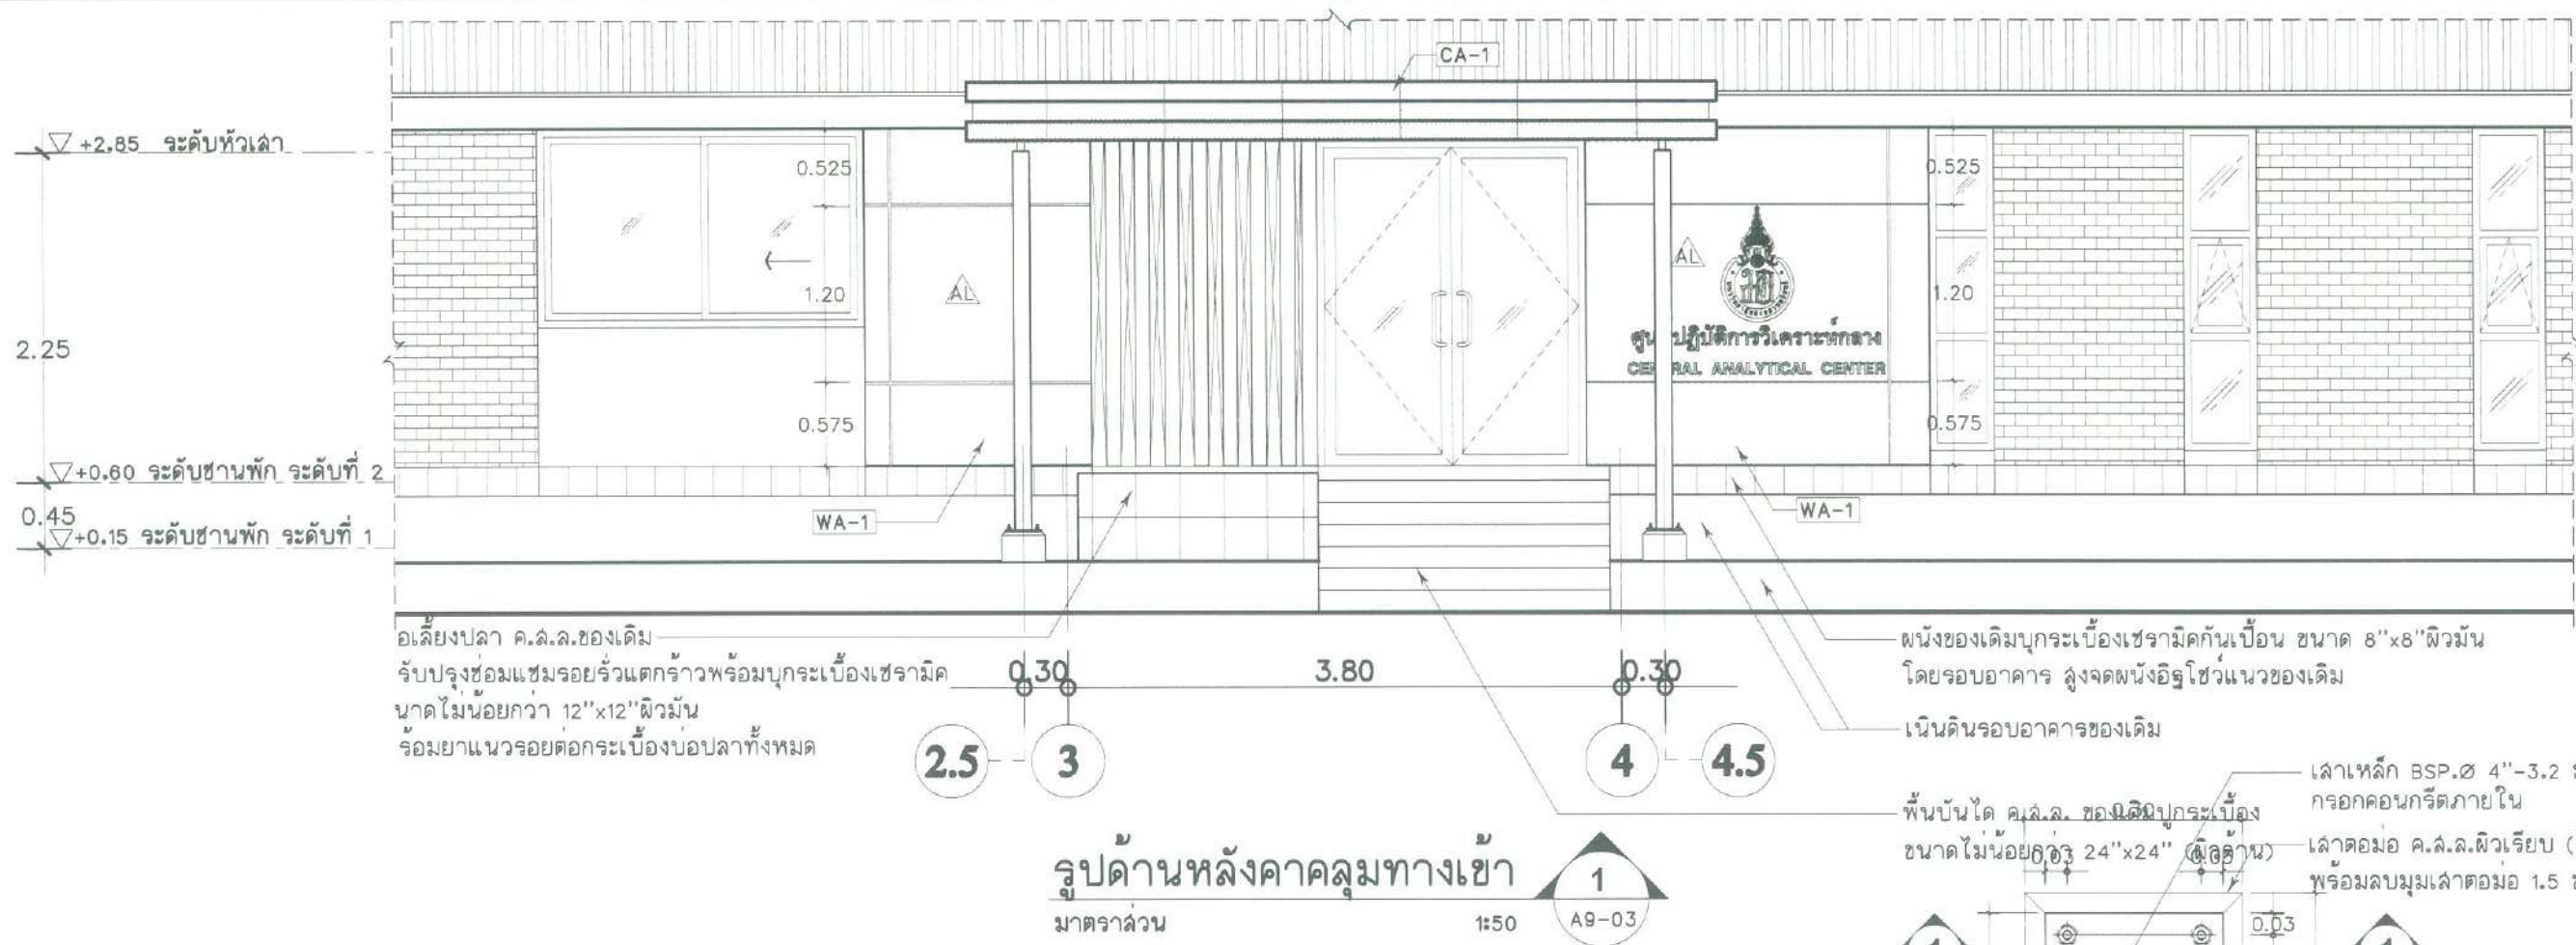 CA-1
+2.85 ระดับหัวเสา
0.525
0.525
AL
AL
1.20
1.20
2.25
ปฏิบัติการวิเคราะห์กลาง
ANALYTICAL CENTER
0.575
0.575
+0.60 ระดับชานพัก ระดับที่ 2
0.45
WA-1
WA-1
+0.15 ระดับชานพัก ระดับที่ 1
อเลี้ยงปลา ค.ส.ล.ของเดิม
รับปรุงซ่อมแซมรอยรั่วแตกร้าวพร้อมบุกระเบื้องเซรามิค
นาดไม่น้อยกว่า 12"x12"ผิวมัน
ร้อมยาแนวรอยต่อกระเบื้องบ่อปลาทั้งหมด
0.30
3.80
0.30
2.5
3
4
4.5
ผนังของเดิมบุกระเบื้องเซรามิคกันเปื้อน ขนาด 8"x8"ผิวมัน
โดยรอบอาคาร สูงจดผนังอิฐโชว์แนวของเดิม
เนินดินรอบอาคารของเดิม
พื้นบันได ค.ส.ล. ของเดิมปูกระเบื้อง
ขนาดไม่น้อยกว่า 24"x24" (ผิวด้าน)
เสาเหล็ก BSP.Ø 4"-3.2
กรอกคอนกรีตภายใน
เสาตอม่อ ค.ส.ล.ผิวเรียบ (
พร้อมลบมุมเสาตอม่อ 1.5
0.03
0.03
รูปด้านหลังคาคลุมทางเข้า
มาตราส่วน 1:50
1
A9-03